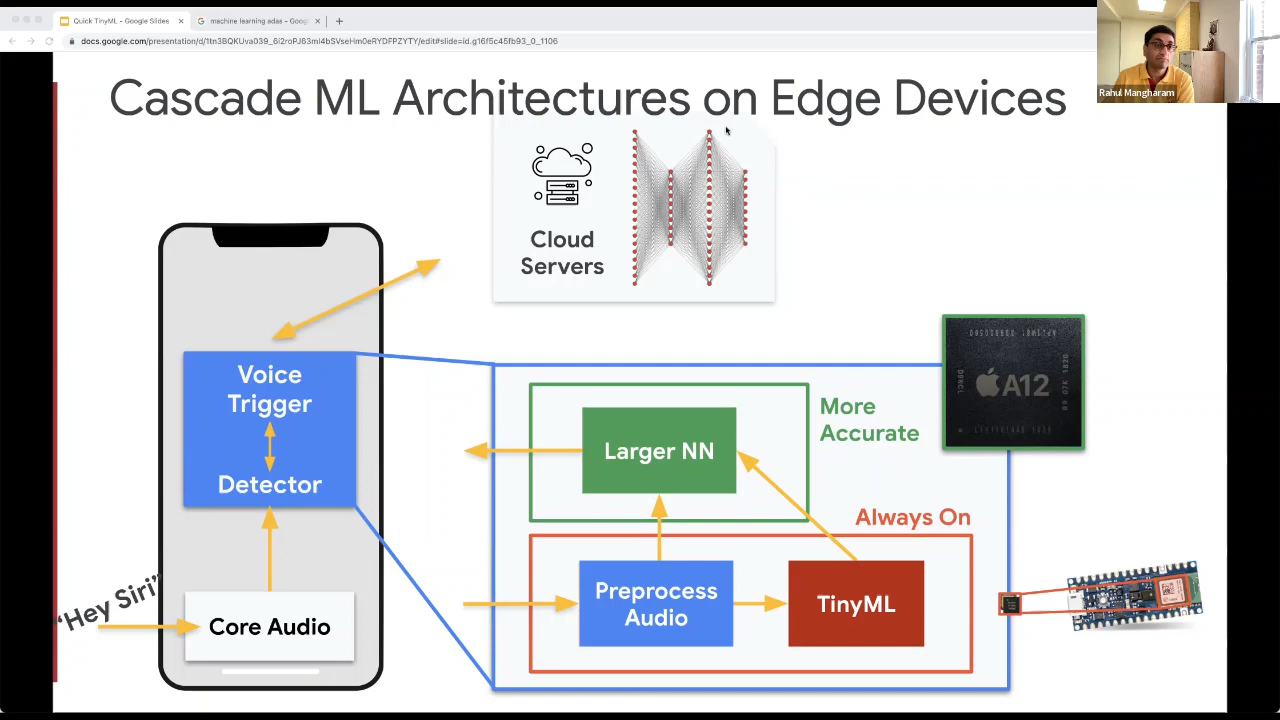 Quick TinyML - Google Slides
machine learning adas - Goog
docs.google.com/presentation/d/1tn3BQKUva039_6l2roPJ63ml4bSVseHm0eRYDFPZYTY/edit#slide=id.g16f5c45fb93_0_1106
Rahul Mangharam
Cascade ML Architectures on Edge Devices
Cloud
Servers
Voice
Trigger
Detector
"Hey Siri"
Core Audio
Larger NN
More
Accurate
A12
Always On
Preprocess
Audio
TinyML